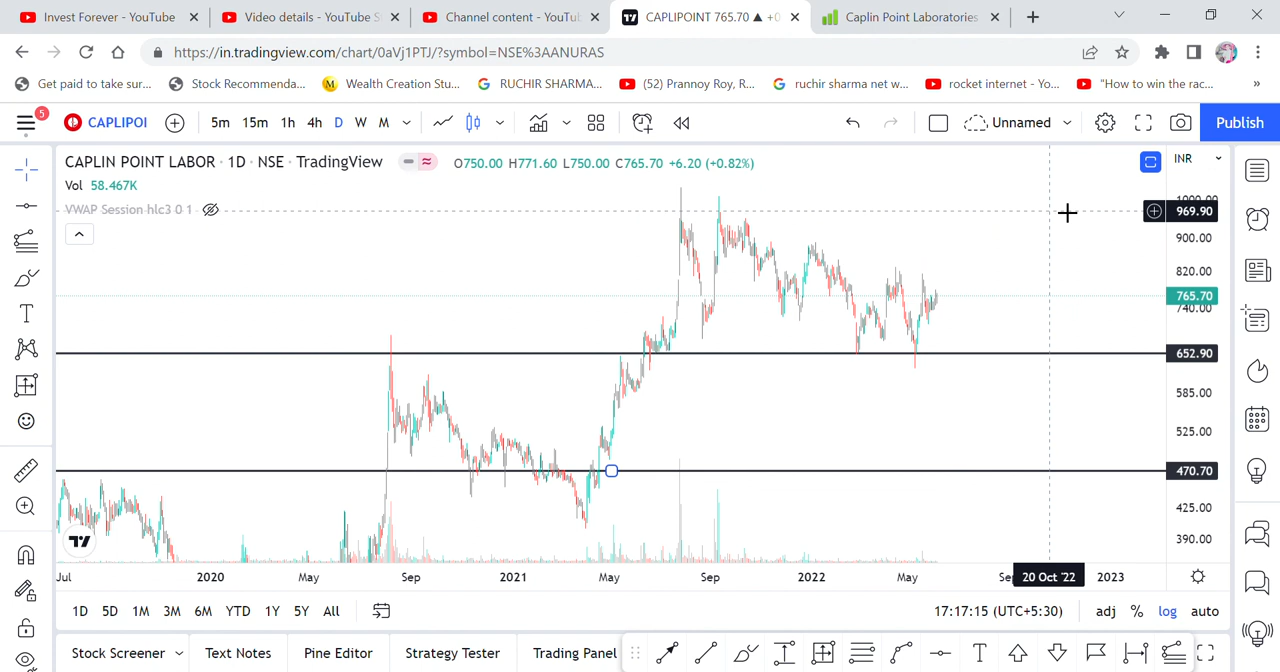 Invest Forever - YouTube
Video details - YouTube S
Channel content - YouTu
CAPLIPOINT 765.70 ▲ +0
Caplin Point Laboratories
https://in.tradingview.com/chart/0aVj1PTJ/?symbol=NSE%3AANURAS
Get paid to take sur...
Stock Recommenda...
Wealth Creation Stu...
RUCHIR SHARMA...
(52) Prannoy Roy, R...
ruchir sharma net w...
rocket internet - Yo...
"How to win the rac...
»
5
CAPLIPOI
5m 15m 1h 4h D W M
Unnamed
Publish
CAPLIN POINT LABOR · 1D · NSE · TradingView
O750.00 H771.60 L750.00 C765.70 +6.20 (+0.82%)
INR
Vol 58.467K
VWAP Session hlc3 0 1
1000.00
969.90
900.00
820.00
765.70
740.00
652.90
585.00
525.00
470.70
425.00
390.00
Jul 2020 May Sep 2021 May Sep 2022 May 20 Oct '22 2023
1D 5D 1M 3M 6M YTD 1Y 5Y All
17:17:15 (UTC+5:30)
adj % log auto
Stock Screener
Text Notes
Pine Editor
Strategy Tester
Trading Panel